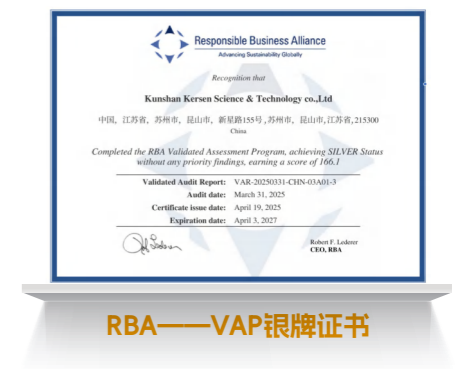 Responsible Business Alliance
Advancing Sustainability Globally
Recognition that
Kunshan Kersen Science & Technology co.,Ltd
中国, 江苏省, 苏州市, 昆山市, 新星路155号,苏州市, 昆山市,江苏省,215300
China
Completed the RBA Validated Assessment Program, achieving SILVER Status
without any priority findings, earning a score of 166.1
Validated Audit Report: VAR-20250331-CHN-03A01-3
Audit date: March 31, 2025
Certificate issue date: April 19, 2025
Expiration date: April 3, 2027
Robert F. Lederer
CEO, RBA
RBA——VAP银牌证书